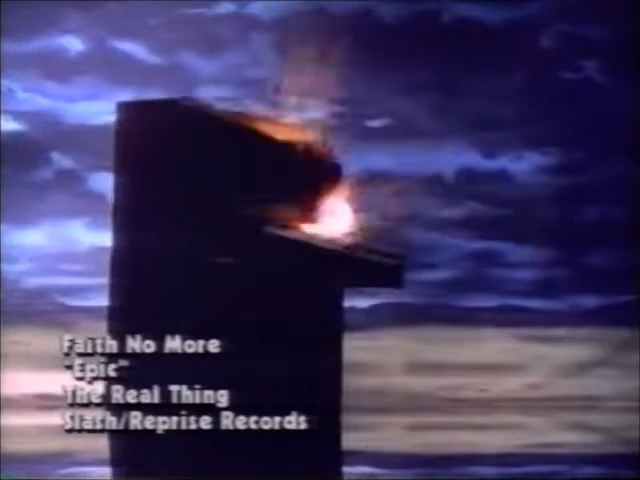 Faith No More
"Epic"
The Real Thing
Slash/Reprise Records